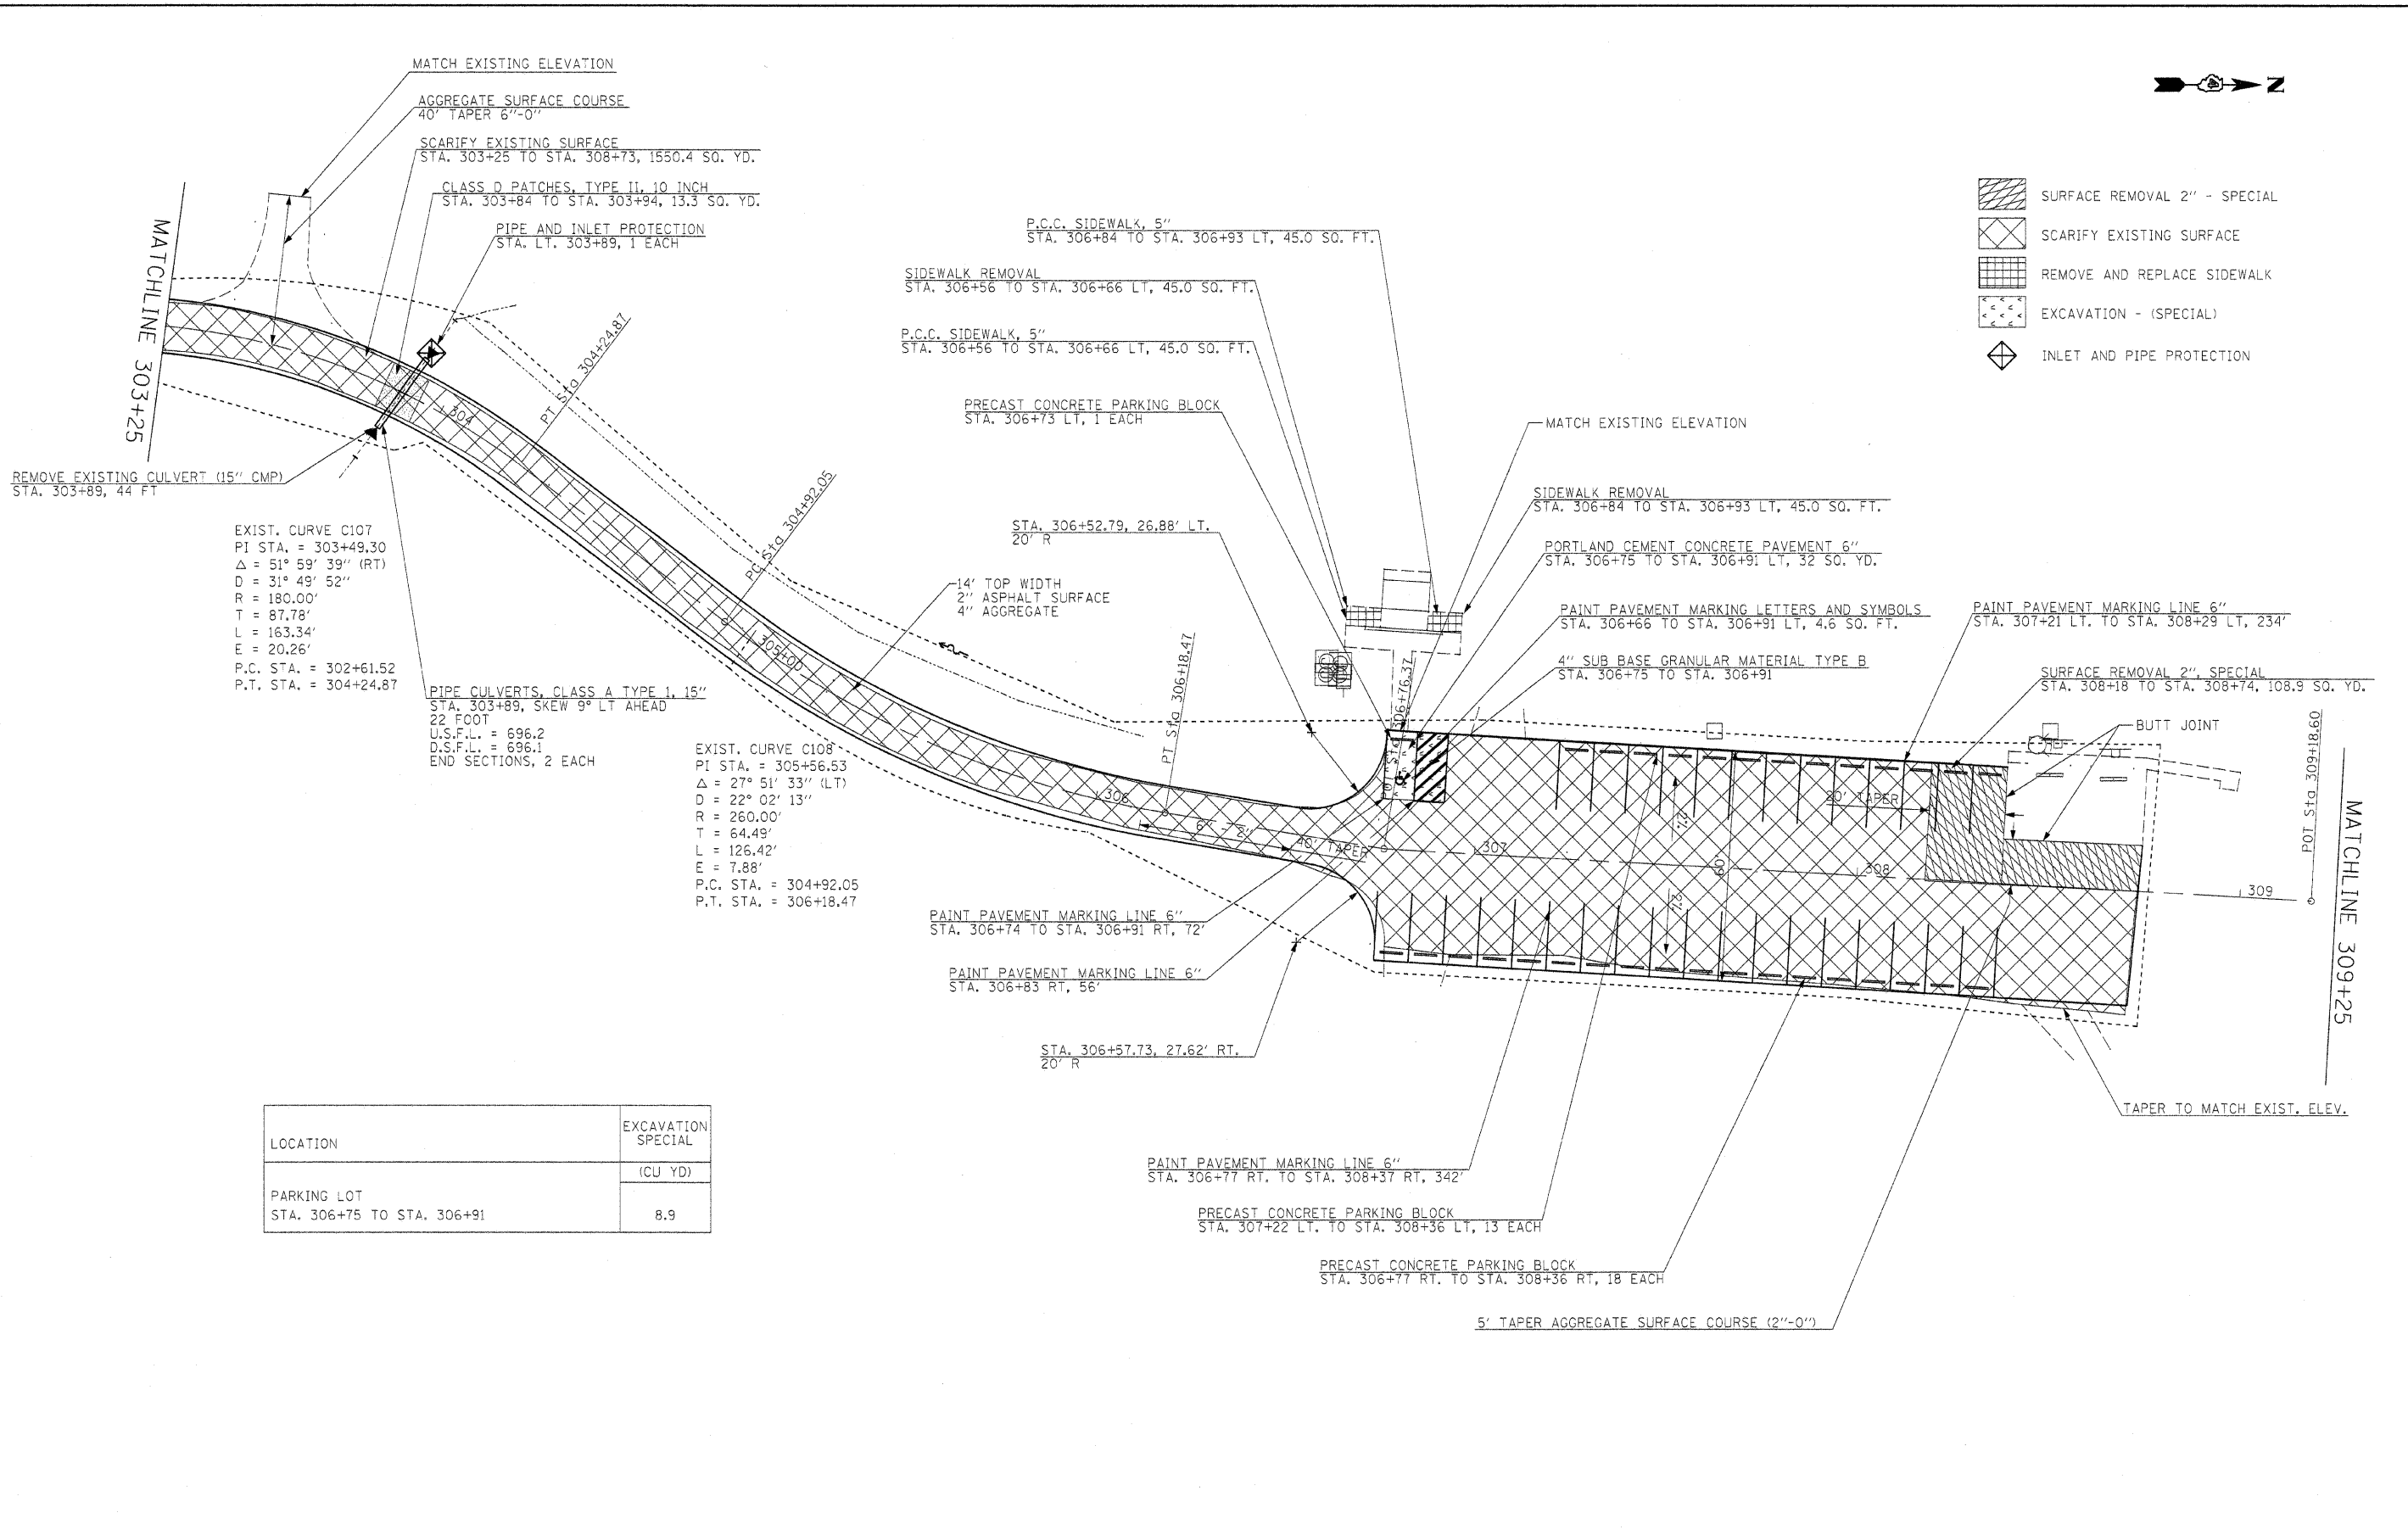 MATCH EXISTING ELEVATION
AGGREGATE SURFACE COURSE
40' TAPER 6"-0"
SCARIFY EXISTING SURFACE
STA. 303+25 TO STA. 308+73, 1550.4 SQ. YD.
CLASS D PATCHES, TYPE II, 10 INCH
STA. 303+84 TO STA. 303+94, 13.3 SQ. YD.
PIPE AND INLET PROTECTION
STA. LT. 303+89, 1 EACH
MATCHLINE 303+25
REMOVE EXISTING CULVERT (15" CMP)
STA. 303+89, 44 FT
EXIST. CURVE C107
PI STA. = 303+49.30
Δ = 51° 59' 39" (RT)
D = 31° 49' 52"
R = 180.00'
T = 87.78'
L = 163.34'
E = 20.26'
P.C. STA. = 302+61.52
P.T. STA. = 304+24.87
PIPE CULVERTS, CLASS A TYPE 1, 15"
STA. 303+89, SKEW 9° LT AHEAD
22 FOOT
U.S.F.L. = 696.2
D.S.F.L. = 696.1
END SECTIONS, 2 EACH
304
PT Sta 304+24.87
PC Sta 304+92.05
305+00
14' TOP WIDTH
2" ASPHALT SURFACE
4" AGGREGATE
EXIST. CURVE C108
PI STA. = 305+56.53
Δ = 27° 51' 33" (LT)
D = 22° 02' 13"
R = 260.00'
T = 64.49'
L = 126.42'
E = 7.88'
P.C. STA. = 304+92.05
P.T. STA. = 306+18.47
306
PT Sta 306+18.47
6" - 2"
40' TAPER
P.C.C. SIDEWALK, 5"
STA. 306+84 TO STA. 306+93 LT, 45.0 SQ. FT.
SIDEWALK REMOVAL
STA. 306+56 TO STA. 306+66 LT, 45.0 SQ. FT.
P.C.C. SIDEWALK, 5"
STA. 306+56 TO STA. 306+66 LT, 45.0 SQ. FT.
PRECAST CONCRETE PARKING BLOCK
STA. 306+73 LT, 1 EACH
STA. 306+52.79, 26.88' LT.
20' R
N
SURFACE REMOVAL 2" - SPECIAL
SCARIFY EXISTING SURFACE
REMOVE AND REPLACE SIDEWALK
EXCAVATION - (SPECIAL)
INLET AND PIPE PROTECTION
MATCH EXISTING ELEVATION
SIDEWALK REMOVAL
STA. 306+84 TO STA. 306+93 LT, 45.0 SQ. FT.
PORTLAND CEMENT CONCRETE PAVEMENT 6"
STA. 306+75 TO STA. 306+91 LT, 32 SQ. YD.
PAINT PAVEMENT MARKING LETTERS AND SYMBOLS
STA. 306+66 TO STA. 306+91 LT, 4.6 SQ. FT.
4" SUB BASE GRANULAR MATERIAL TYPE B
STA. 306+75 TO STA. 306+91
PAINT PAVEMENT MARKING LINE 6"
STA. 307+21 LT. TO STA. 308+29 LT, 234'
SURFACE REMOVAL 2", SPECIAL
STA. 308+18 TO STA. 308+74, 108.9 SQ. YD.
BUTT JOINT
306+76.37
20' TAPER
2%
60'
2%
307
308
309
POT Sta 309+18.60
MATCHLINE 309+25
PAINT PAVEMENT MARKING LINE 6"
STA. 306+74 TO STA. 306+91 RT, 72'
PAINT PAVEMENT MARKING LINE 6"
STA. 306+83 RT, 56'
STA. 306+57.73, 27.62' RT.
20' R
TAPER TO MATCH EXIST. ELEV.
PAINT PAVEMENT MARKING LINE 6"
STA. 306+77 RT. TO STA. 308+37 RT, 342'
PRECAST CONCRETE PARKING BLOCK
STA. 307+22 LT. TO STA. 308+36 LT, 13 EACH
PRECAST CONCRETE PARKING BLOCK
STA. 306+77 RT. TO STA. 308+36 RT, 18 EACH
5' TAPER AGGREGATE SURFACE COURSE (2"-0")
LOCATION
EXCAVATION
SPECIAL
(CU YD)
PARKING LOT
STA. 306+75 TO STA. 306+91
8.9